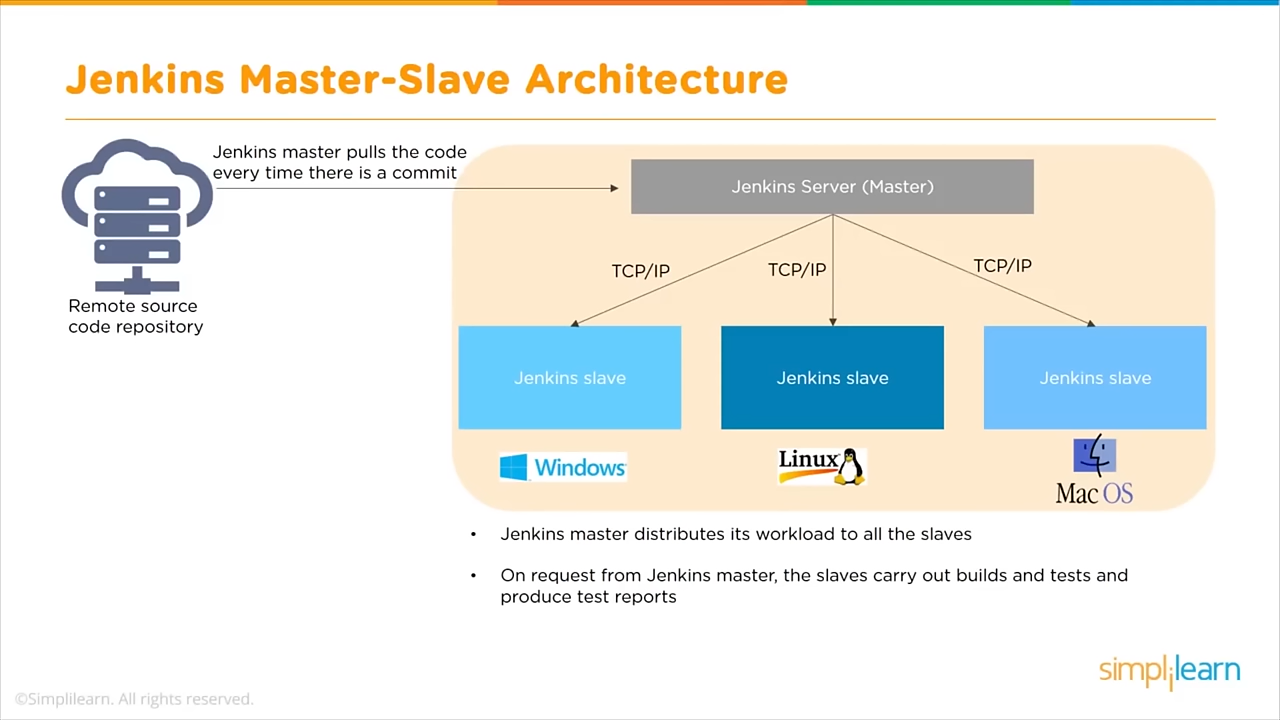 Jenkins Master-Slave Architecture
Jenkins master pulls the code
every time there is a commit
Jenkins Server (Master)
TCP/IP
TCP/IP
TCP/IP
Remote source
code repository
Jenkins slave
Jenkins slave
Jenkins slave
Windows
Linux
Mac OS
• Jenkins master distributes its workload to all the slaves
• On request from Jenkins master, the slaves carry out builds and tests and
produce test reports
simplilearn
©Simplilearn. All rights reserved.